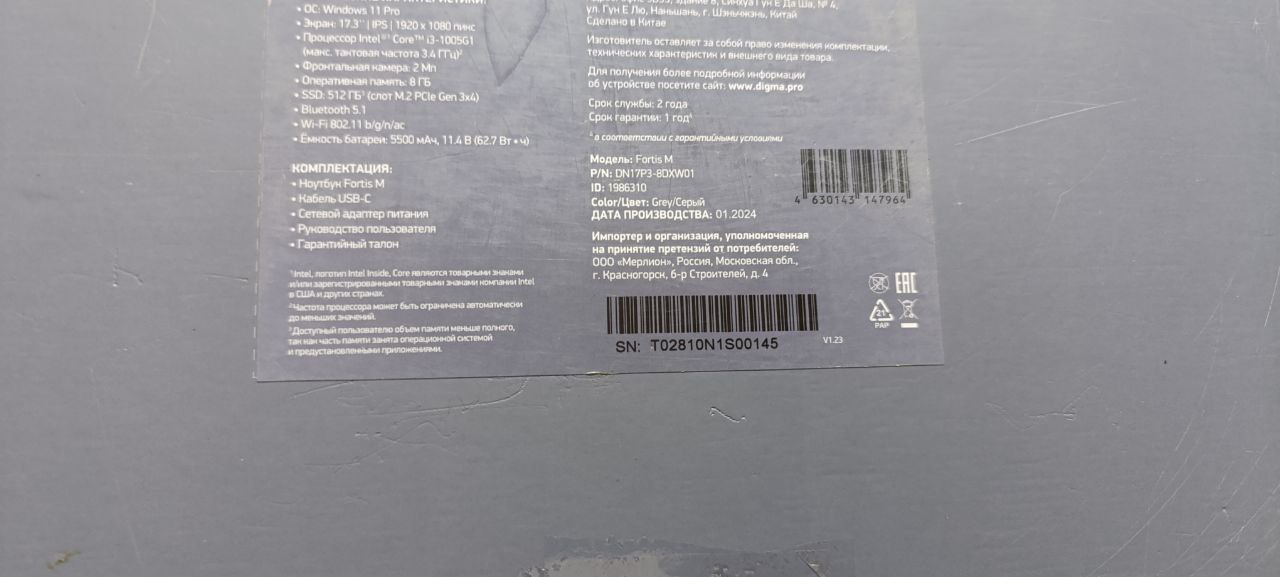 • ОС: Windows 11 Pro
• Экран: 17.3'' | IPS | 1920 x 1080 пикс
• Процессор Intel®¹ Core™ i3-1005G1
(макс. тактовая частота 3.4 ГГц)²
• Фронтальная камера: 2 Мп
• Оперативная память: 8 ГБ
• SSD: 512 ГБ³ (слот M.2 PCIe Gen 3x4)
• Bluetooth 5.1
• Wi-Fi 802.11 b/g/n/ac
• Ёмкость батареи: 5500 мАч, 11.4 В (62.7 Вт•ч)
КОМПЛЕКТАЦИЯ:
• Ноутбук Fortis M
• Кабель USB-C
• Сетевой адаптер питания
• Руководство пользователя
• Гарантийный талон
¹Intel, логотип Intel Inside, Core являются товарными знаками
и/или зарегистрированными товарными знаками компании Intel
в США и других странах.
²Частота процессора может быть ограничена автоматически
до меньших значений.
³Доступный пользователю объем памяти меньше полного,
так как часть памяти занята операционной системой
и предустановленными приложениями.
ул. Гун Е Лю, Наньшань, г. Шэньчжэнь, Китай
Сделано в Китае
Изготовитель оставляет за собой право изменения комплектации,
технических характеристик и внешнего вида товара.
Для получения более подробной информации
об устройстве посетите сайт: www.digma.pro
Срок службы: 2 года
Срок гарантии: 1 год⁴
⁴ в соответствии с гарантийными условиями
Модель: Fortis M
P/N: DN17P3-8DXW01
ID: 1986310
Color/Цвет: Grey/Серый
ДАТА ПРОИЗВОДСТВА: 01.2024
4 630143 147964
Импортер и организация, уполномоченная
на принятие претензий от потребителей:
ООО «Мерлион», Россия, Московская обл.,
г. Красногорск, б-р Строителей, д. 4
EAC
21
PAP
SN: T02810N1S00145
V1.23